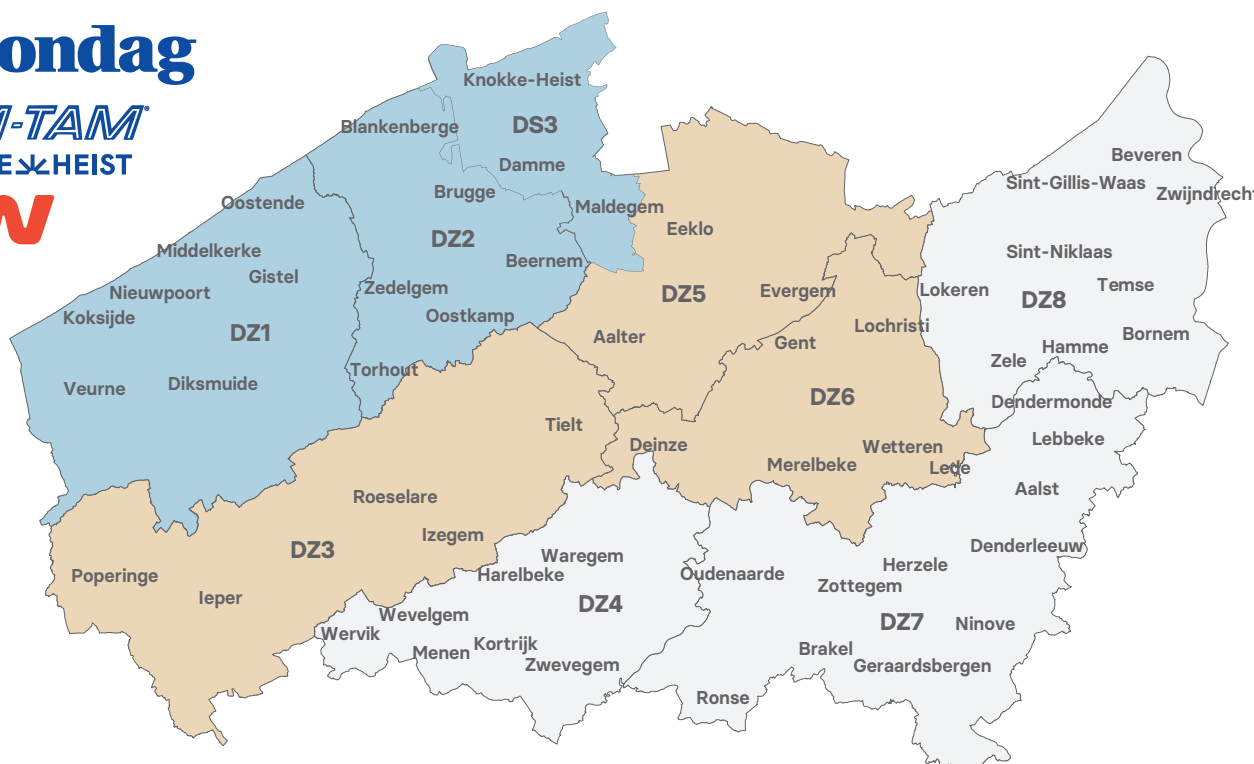 ondag
-TAM
E HEIST
Knokke-Heist
DS3
Blankenberge
Damme
Beveren
Sint-Gillis-Waas
Zwijndrecht
Brugge
Oostende
Maldegem
Eeklo
DZ2
Middelkerke
Beernem
Sint-Niklaas
Gistel
Nieuwpoort
Zedelgem
DZ5
Evergem
Lokeren
DZ8
Temse
Koksijde
Oostkamp
Lochristi
DZ1
Aalter
Gent
Bornem
Hamme
Zele
Torhout
Veurne
Diksmuide
DZ6
Dendermonde
Tielt
Deinze
Wetteren
Lebbeke
Merelbeke
Lede
Roeselare
Aalst
Izegem
DZ3
Waregem
Denderleeuw
Poperinge
Harelbeke
Oudenaarde
Herzele
Zottegem
Ieper
DZ4
Wevelgem
DZ7
Ninove
Wervik
Menen
Kortrijk
Brakel
Zwevegem
Geraardsbergen
Ronse